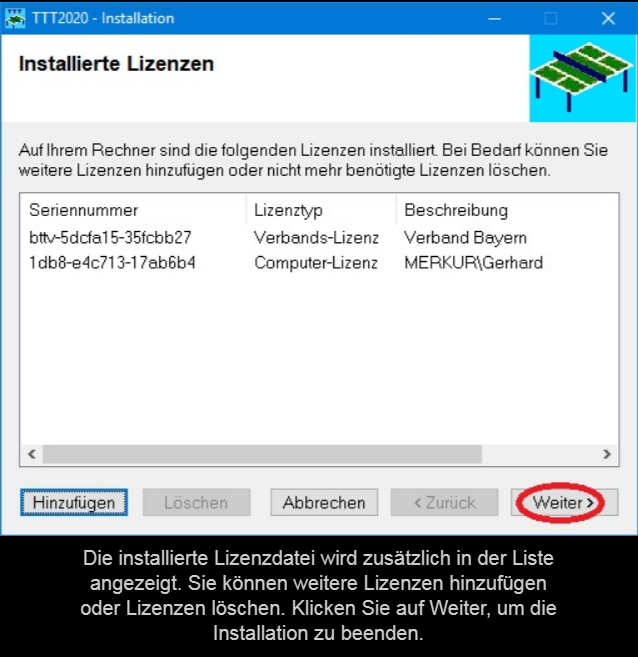 TTT2020 - Installation
Installierte Lizenzen
Auf Ihrem Rechner sind die folgenden Lizenzen installiert. Bei Bedarf können Sie
weitere Lizenzen hinzufügen oder nicht mehr benötigte Lizenzen löschen.
Seriennummer Lizenztyp Beschreibung
bttv-5dcfa15-35fcbb27 Verbands-Lizenz Verband Bayern
1db8-e4c713-17ab6b4 Computer-Lizenz MERKUR\Gerhard
Hinzufügen Löschen Abbrechen < Zurück Weiter >
Die installierte Lizenzdatei wird zusätzlich in der Liste
angezeigt. Sie können weitere Lizenzen hinzufügen
oder Lizenzen löschen. Klicken Sie auf Weiter, um die
Installation zu beenden.